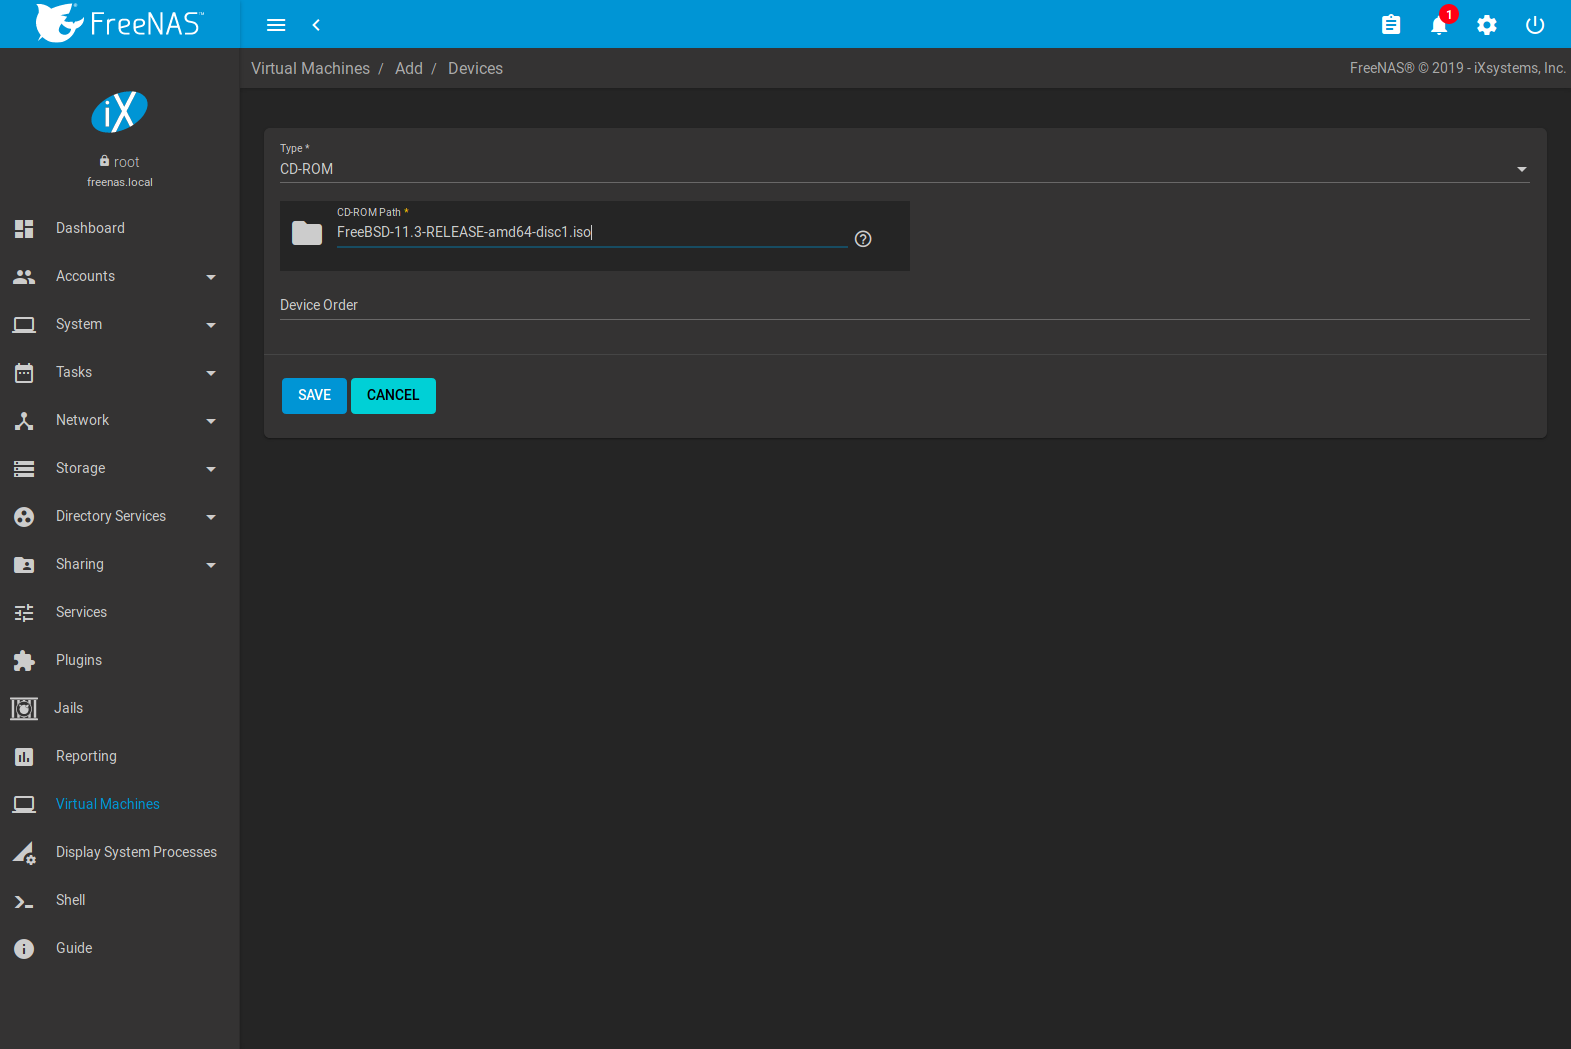 FreeNAS™
1
Virtual Machines / Add / Devices
FreeNAS® © 2019 - iXsystems, Inc.
iX
root
freenas.local
Dashboard
Accounts
System
Tasks
Network
Storage
Directory Services
Sharing
Services
Plugins
Jails
Reporting
Virtual Machines
Display System Processes
Shell
Guide
Type *
CD-ROM
CD-ROM Path *
FreeBSD-11.3-RELEASE-amd64-disc1.iso
Device Order
SAVE CANCEL